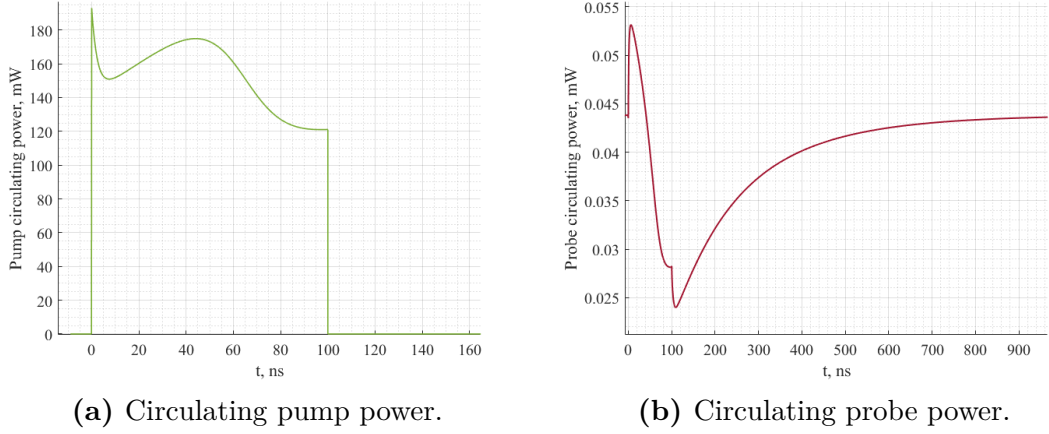 Pump circulating power, mW
180
160
140
120
100
80
60
40
20
0
0 20 40 60 80 100 120 140 160
t, ns
(a) Circulating pump power.
Probe circulating power, mW
0.055
0.05
0.045
0.04
0.035
0.03
0.025
0 100 200 300 400 500 600 700 800 900
t, ns
(b) Circulating probe power.